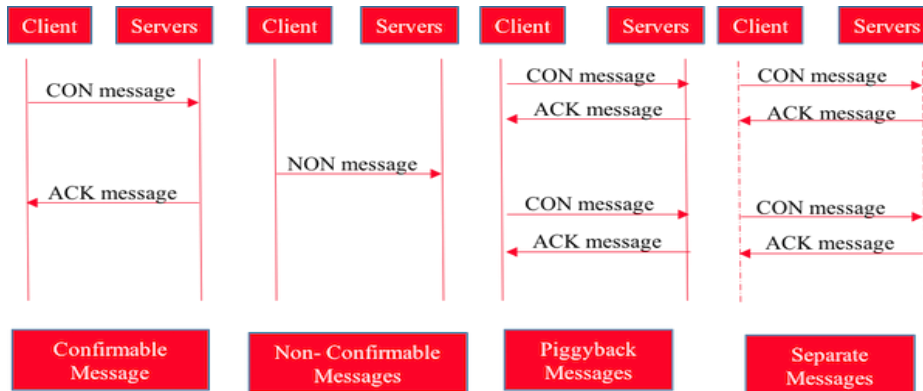 Client Servers Client Servers Client Servers Client Servers
CON message
ACK message
NON message
CON message
ACK message
CON message
ACK message
CON message
ACK message
CON message
ACK message
Confirmable
Message
Non- Confirmable
Messages
Piggyback
Messages
Separate
Messages